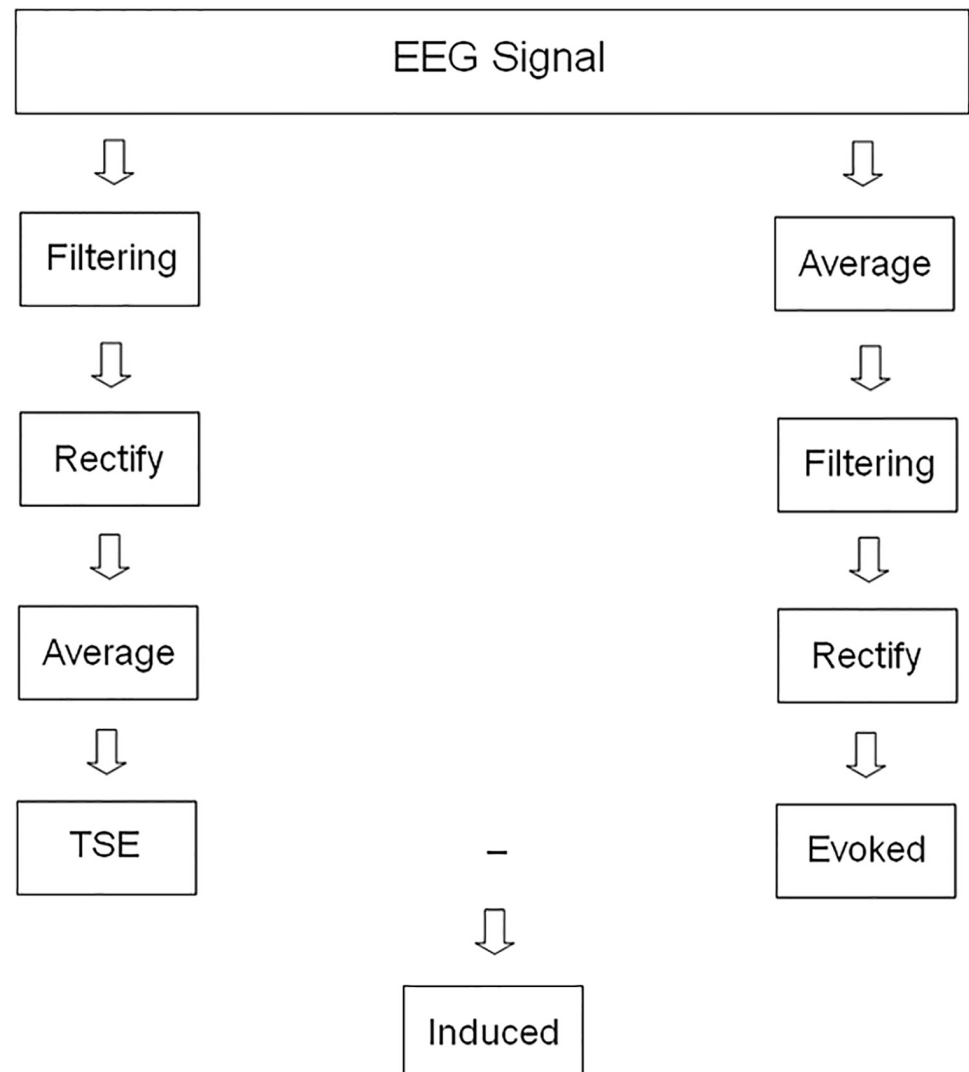 EEG Signal
Filtering
Average
Rectify
Filtering
Average
Rectify
TSE
–
Evoked
Induced